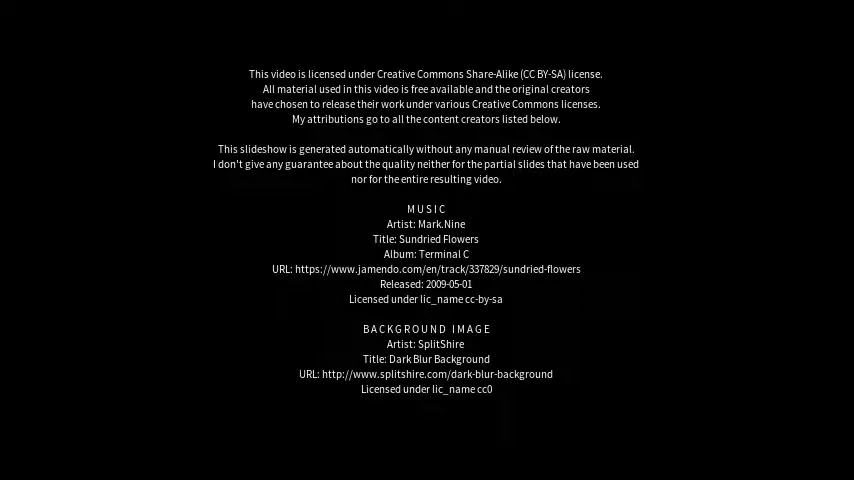 This video is licensed under Creative Commons Share-Alike (CC BY-SA) license.
All material used in this video is free available and the original creators
have chosen to release their work under various Creative Commons licenses.
My attributions go to all the content creators listed below.
This slideshow is generated automatically without any manual review of the raw material.
I don't give any guarantee about the quality neither for the partial slides that have been used
nor for the entire resulting video.
MUSIC
Artist: Mark.Nine
Title: Sundried Flowers
Album: Terminal C
URL: https://www.jamendo.com/en/track/337829/sundried-flowers
Released: 2009-05-01
Licensed under lic_name cc-by-sa
BACKGROUND IMAGE
Artist: SplitShire
Title: Dark Blur Background
URL: http://www.splitshire.com/dark-blur-background
Licensed under lic_name cc0